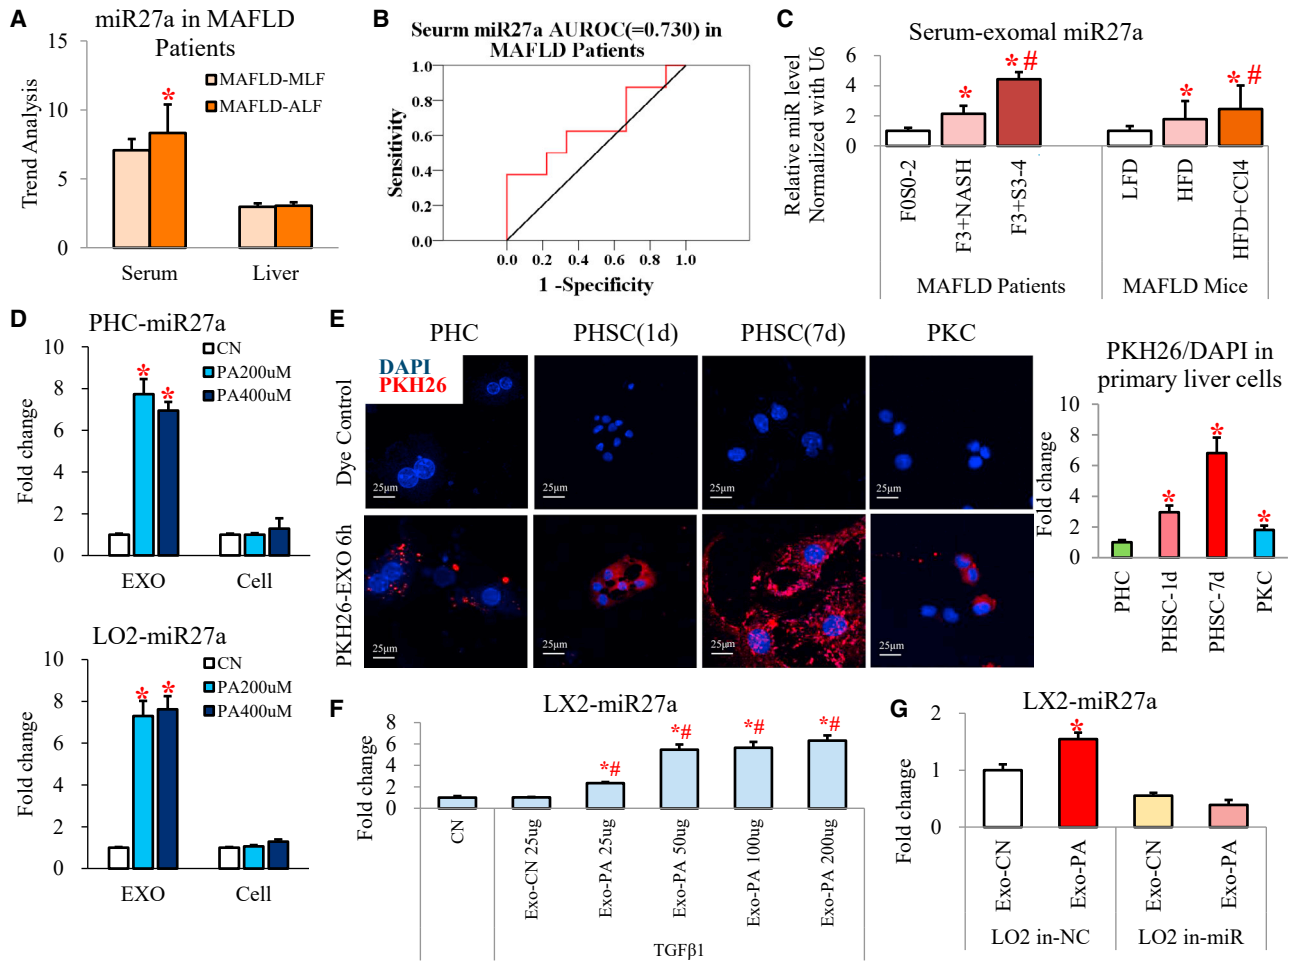 A
miR27a in MAFLD
Patients
15
10
5
0
Trend Analysis
MAFLD-MLF
MAFLD-ALF
*
Serum
Liver
B
Seurm miR27a AUROC(=0.730) in
MAFLD Patients
1.0
0.8
0.6
0.4
0.2
0.0
Sensitivity
0.0 0.2 0.4 0.6 0.8 1.0
1 -Specificity
C
Serum-exomal miR27a
Relative miR level
Normalized with U6
6
4
2
0
*
*#
*
*#
F0S0-2
F3+NASH
F3+S3-4
LFD
HFD
HFD+CCl4
MAFLD Patients
MAFLD Mice
D
PHC-miR27a
10
8
6
4
2
0
Fold change
CN
PA200uM
PA400uM
*
*
EXO
Cell
LO2-miR27a
10
8
6
4
2
0
Fold change
CN
PA200uM
PA400uM
*
*
EXO
Cell
E
PHC
PHSC(1d)
PHSC(7d)
PKC
DAPI
PKH26
Dye Control
25μm
25μm
25μm
25μm
PKH26-EXO 6h
25μm
25μm
25μm
25μm
PKH26/DAPI in
primary liver cells
10
8
6
4
2
0
Fold change
*
*
*
PHC
PHSC-1d
PHSC-7d
PKC
F
LX2-miR27a
8
6
4
2
0
Fold change
*#
*#
*#
*#
CN
Exo-CN 25ug
Exo-PA 25ug
Exo-PA 50ug
Exo-PA 100ug
Exo-PA 200ug
TGFβ1
G
LX2-miR27a
2
1
0
Fold change
*
Exo-CN
Exo-PA
Exo-CN
Exo-PA
LO2 in-NC
LO2 in-miR